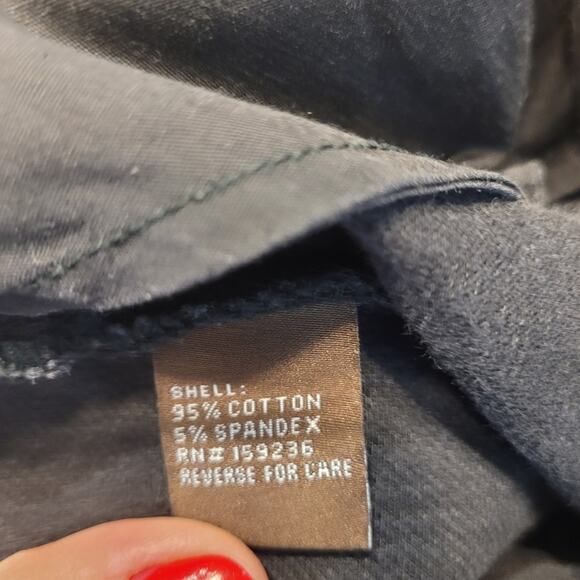 SHELL:
95% COTTON
5% SPANDEX
RN# 159236
REVERSE FOR CARE